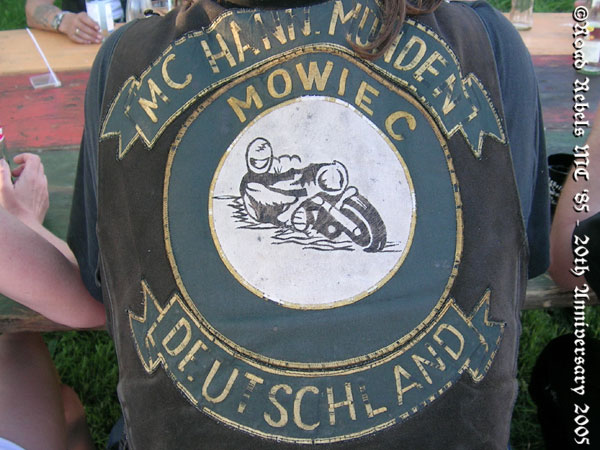 MC HANN. MÜNDEN
MOWIEC
DEUTSCHLAND
©Road Rebels MC '85 - 20th Anniversary 2005